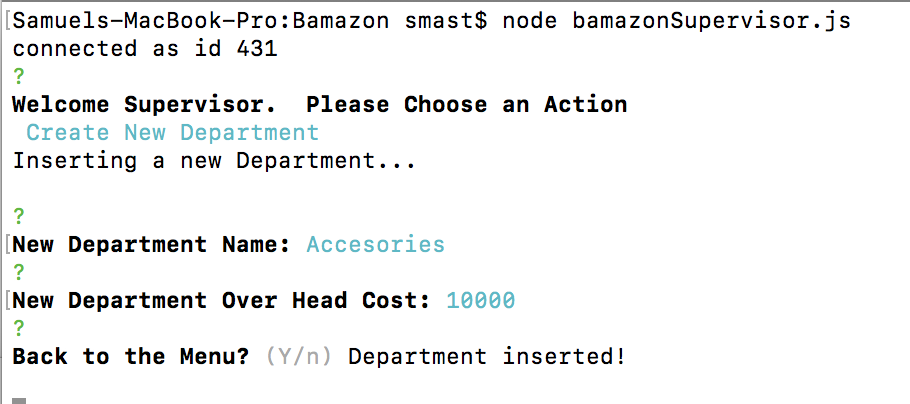 [Samuels-MacBook-Pro:Bamazon smast$ node bamazonSupervisor.js
connected as id 431
?
Welcome Supervisor.  Please Choose an Action
 Create New Department
Inserting a new Department...
?
[New Department Name: Accesories
?
[New Department Over Head Cost: 10000
?
Back to the Menu? (Y/n) Department inserted!